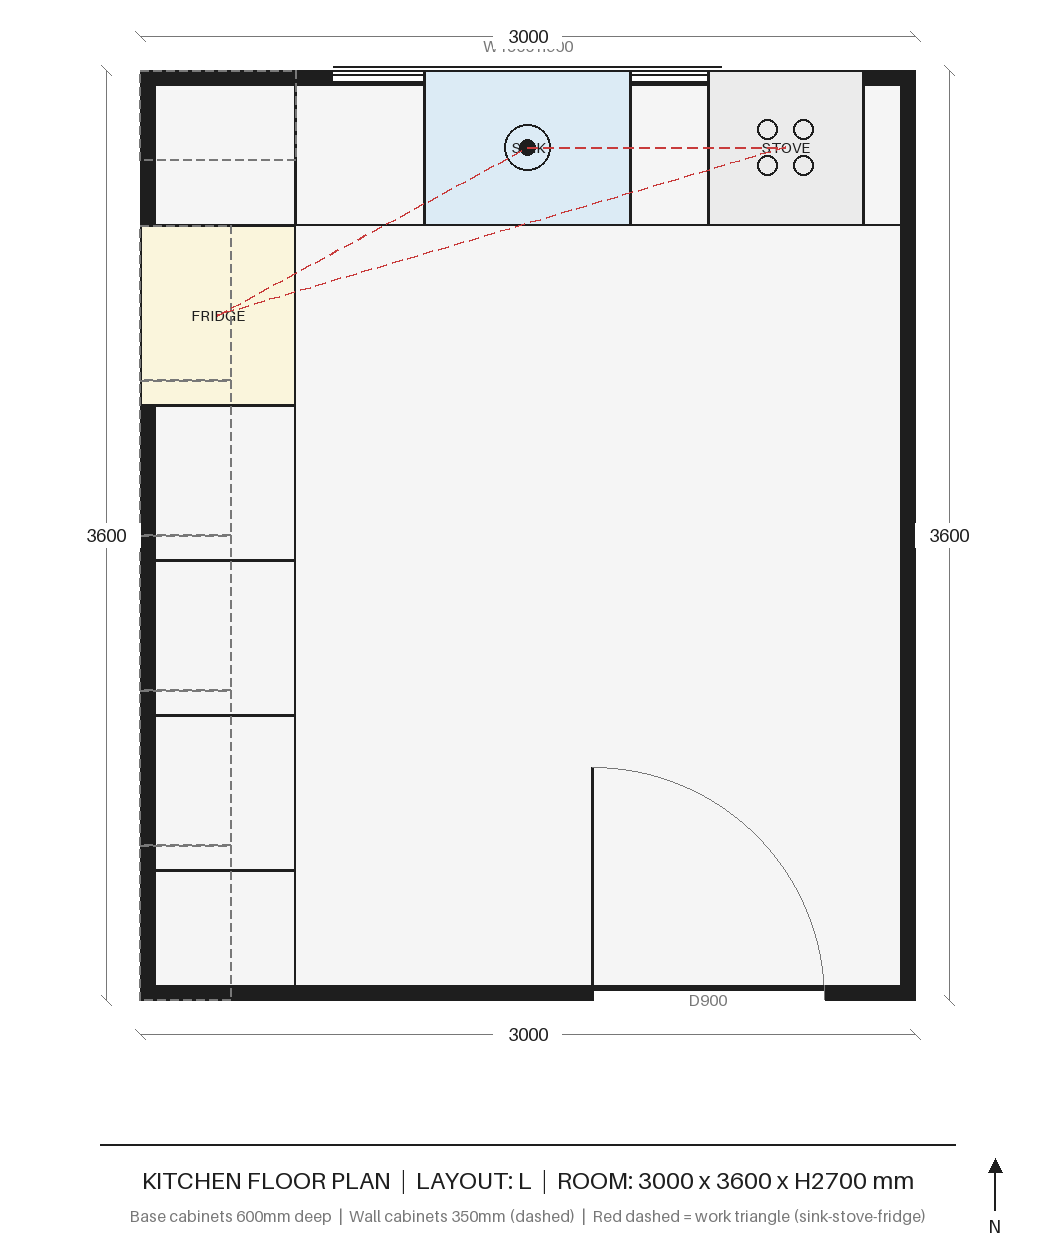 3000
SINK
STOVE
FRIDGE
3600
3600
D900
3000
KITCHEN FLOOR PLAN | LAYOUT: L | ROOM: 3000 x 3600 x H2700 mm
Base cabinets 600mm deep | Wall cabinets 350mm (dashed) | Red dashed = work triangle (sink-stove-fridge)
N